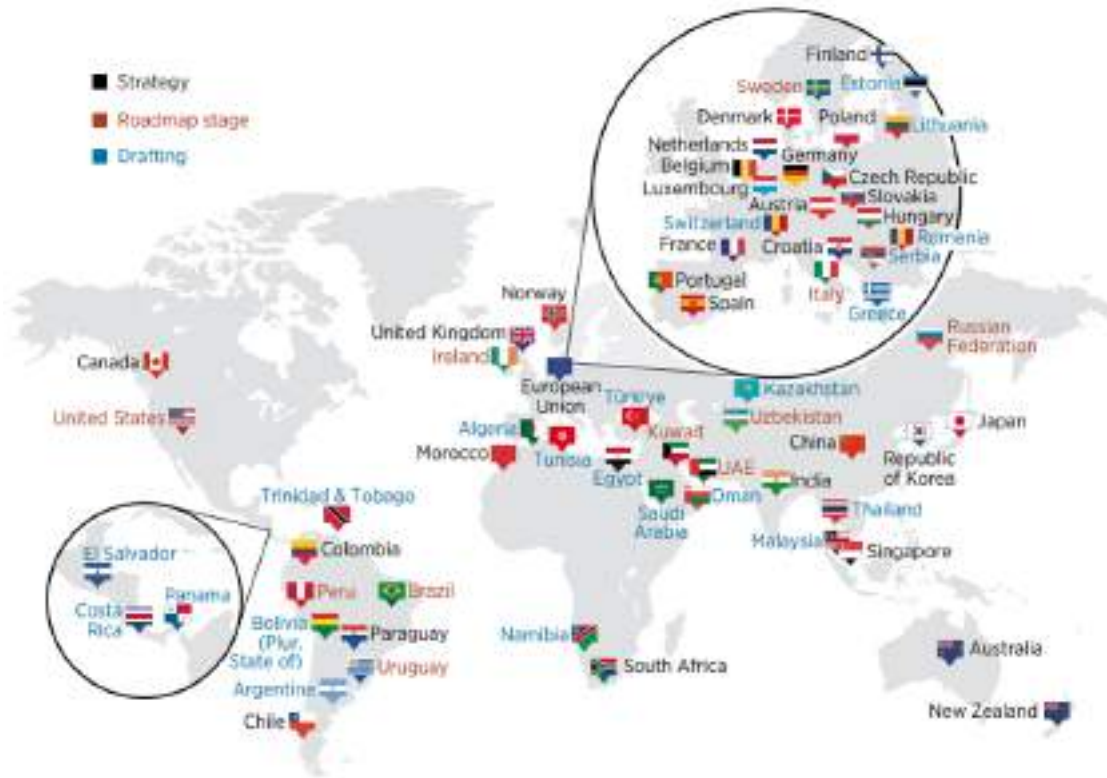 Strategy
Roadmap stage
Drafting
Finland
Sweden
Estonia
Denmark
Poland
Lithuania
Netherlands
Germany
Belgium
Czech Republic
Luxembourg
Slovakia
Austria
Hungary
Switzerland
Romania
France
Croatia
Serbia
Portugal
Italy
Spain
Greece
Norway
United Kingdom
Ireland
Russian
Federation
Canada
European
Union
Kazakhstan
Türkiye
United States
Uzbekistan
Algeria
Kuwait
Japan
China
Morocco
Tunisia
Republic
of Korea
Egypt
UAE
India
Oman
Saudi
Arabia
Trinidad & Tobago
Thailand
Malaysia
Singapore
Colombia
El Salvador
Panama
Peru
Brazil
Costa
Rica
Bolivia
(Plur.
State of)
Paraguay
Namibia
Uruguay
South Africa
Australia
Argentina
Chile
New Zealand